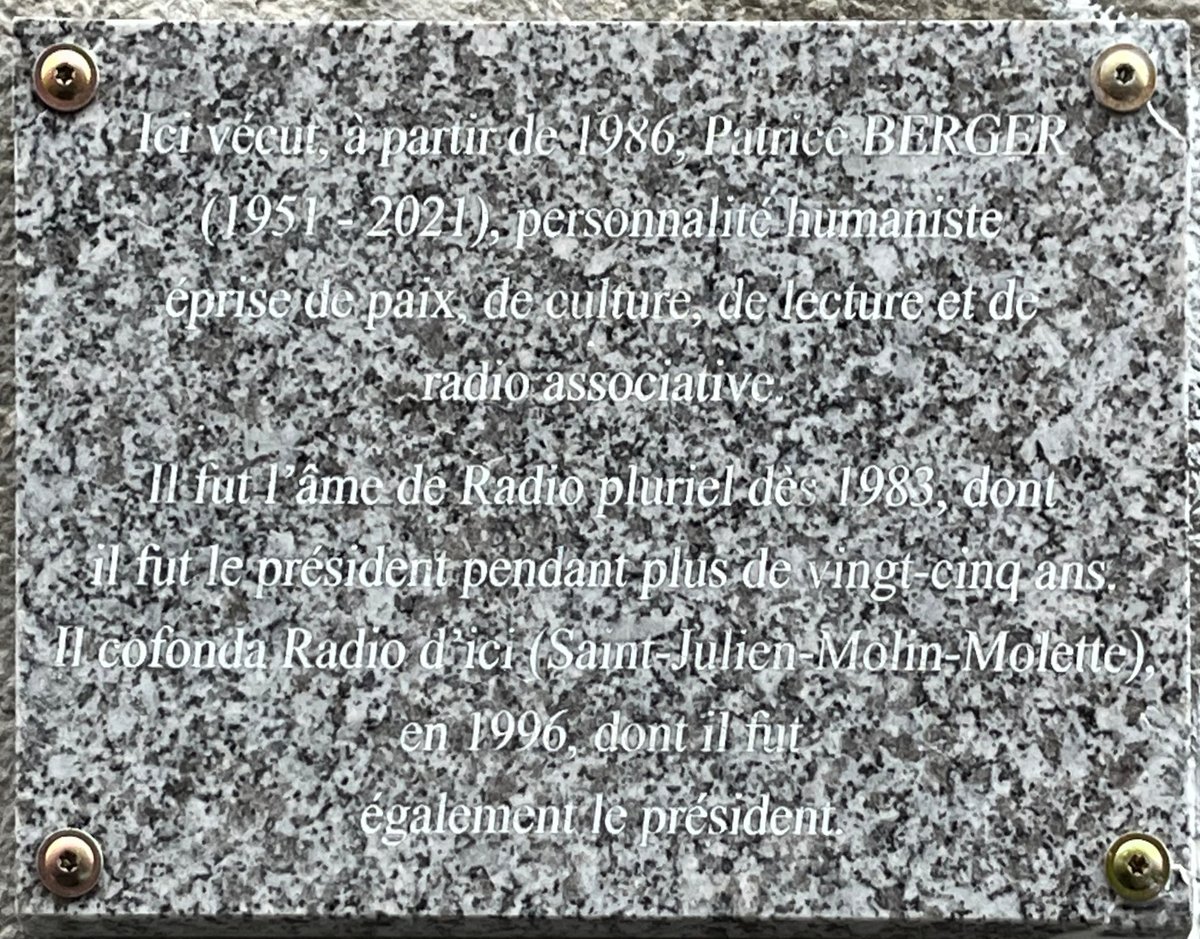 Ici vécut, à partir de 1986, Patrice BERGER
(1951 - 2021), personnalité humaniste
éprise de paix, de culture, de lecture et de
radio associative.
Il fut l'âme de Radio pluriel dès 1983, dont
il fut le président pendant plus de vingt-cinq ans.
Il cofonda Radio d'ici (Saint-Julien-Molin-Molette),
en 1996, dont il fut
également le président.